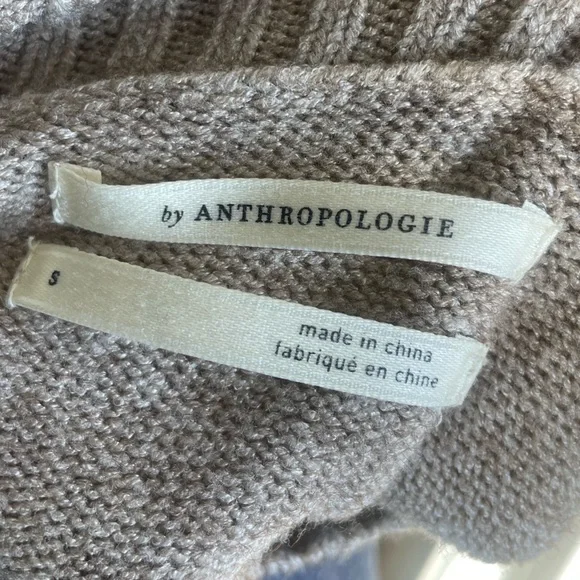 by ANTHROPOLOGIE
S
made in china
fabriqué en chine